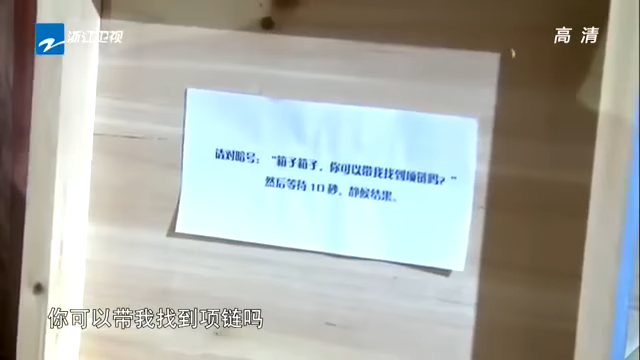 浙江卫视
高清
请对暗号：“箱子箱子，你可以带我找到项链吗？”
然后等待10秒，静候结果。
你可以带我找到项链吗